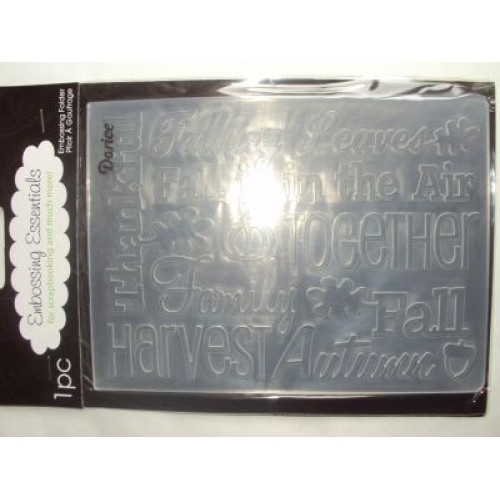 Embossing Folder
Plioir À Gaufrage
Embossing Essentials
for scrapbooking and much more!
1pc
Darice
Thankful
Falling Leaves
Fall is in the Air
TOGETHER
Family
Fall
HARVEST
Autumn